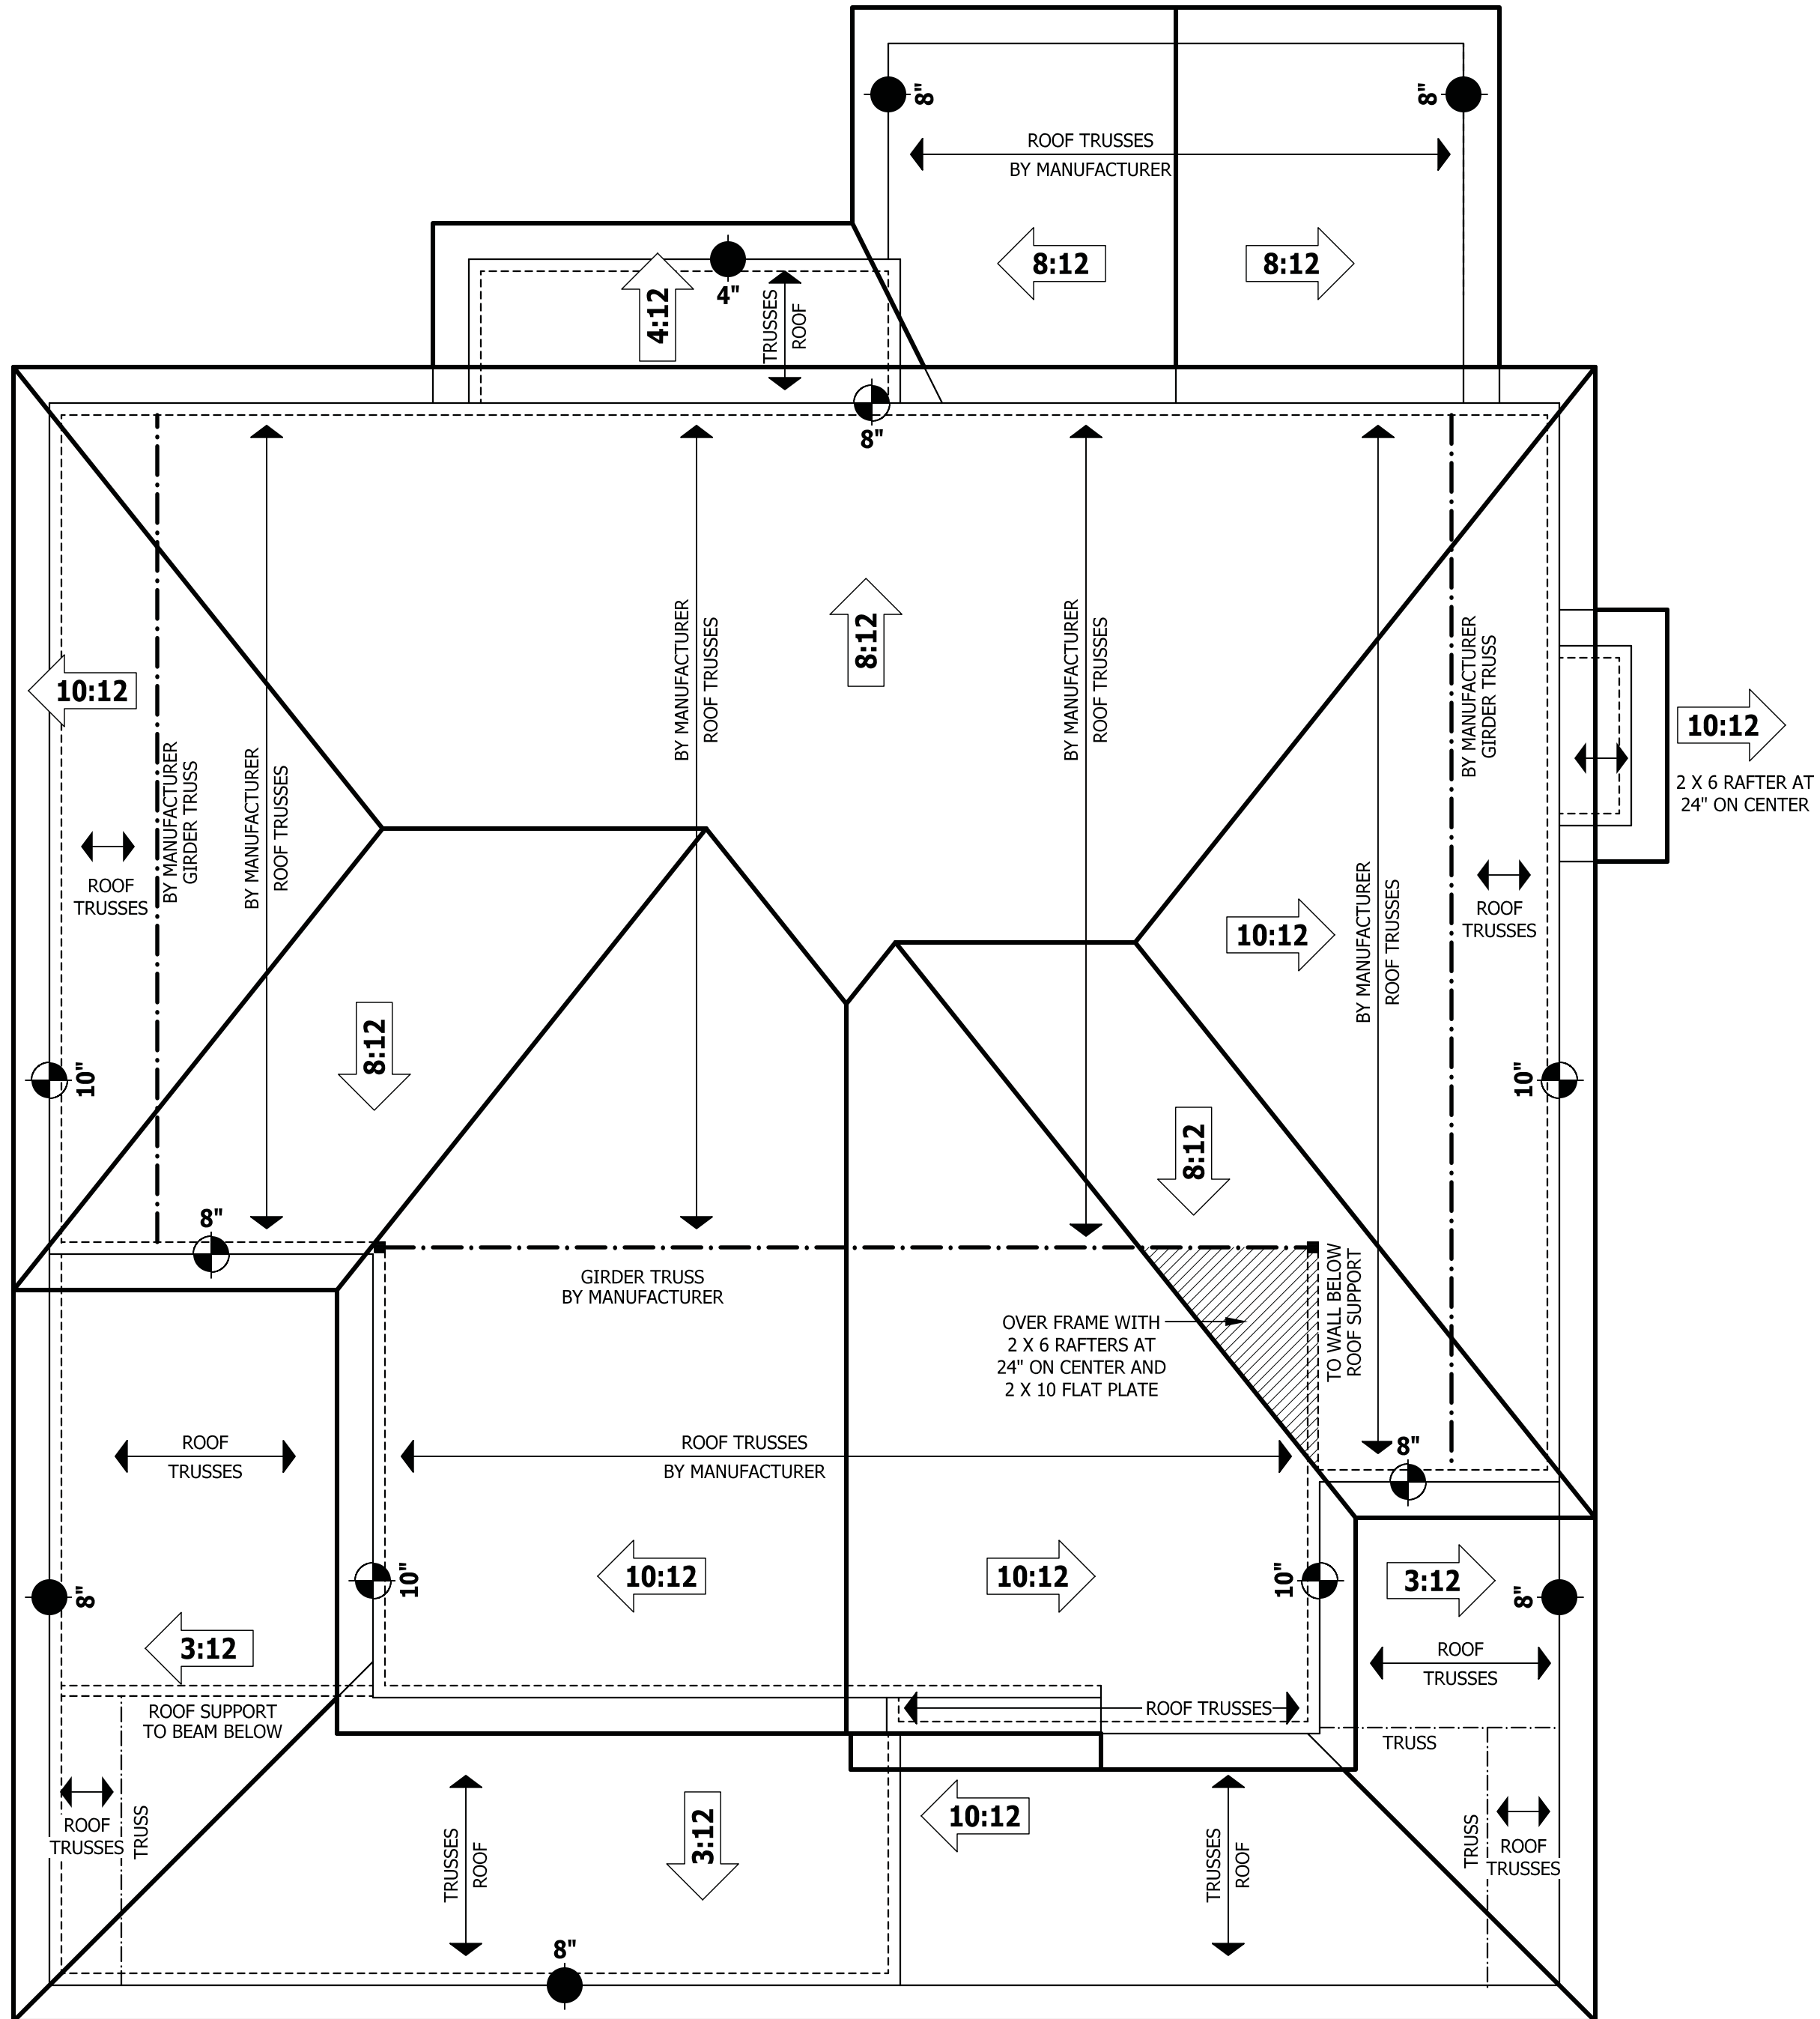 8"
8"
ROOF TRUSSES
BY MANUFACTURER
8:12
8:12
4"
4:12
TRUSSES
ROOF
8"
BY MANUFACTURER
ROOF TRUSSES
BY MANUFACTURER
ROOF TRUSSES
8:12
BY MANUFACTURER
GIRDER TRUSS
10:12
10:12
2 X 6 RAFTER AT
24" ON CENTER
BY MANUFACTURER
GIRDER TRUSS
BY MANUFACTURER
ROOF TRUSSES
ROOF
TRUSSES
10:12
BY MANUFACTURER
ROOF TRUSSES
ROOF
TRUSSES
8:12
10"
10"
8:12
8"
GIRDER TRUSS
BY MANUFACTURER
OVER FRAME WITH
2 X 6 RAFTERS AT
24" ON CENTER AND
2 X 10 FLAT PLATE
TO WALL BELOW
ROOF SUPPORT
ROOF
TRUSSES
ROOF TRUSSES
BY MANUFACTURER
8"
8"
10"
10:12
10:12
10"
3:12
8"
3:12
ROOF
TRUSSES
ROOF SUPPORT
TO BEAM BELOW
ROOF TRUSSES
TRUSS
ROOF
TRUSSES
TRUSS
TRUSSES
ROOF
3:12
10:12
TRUSSES
ROOF
TRUSS
ROOF
TRUSSES
8"